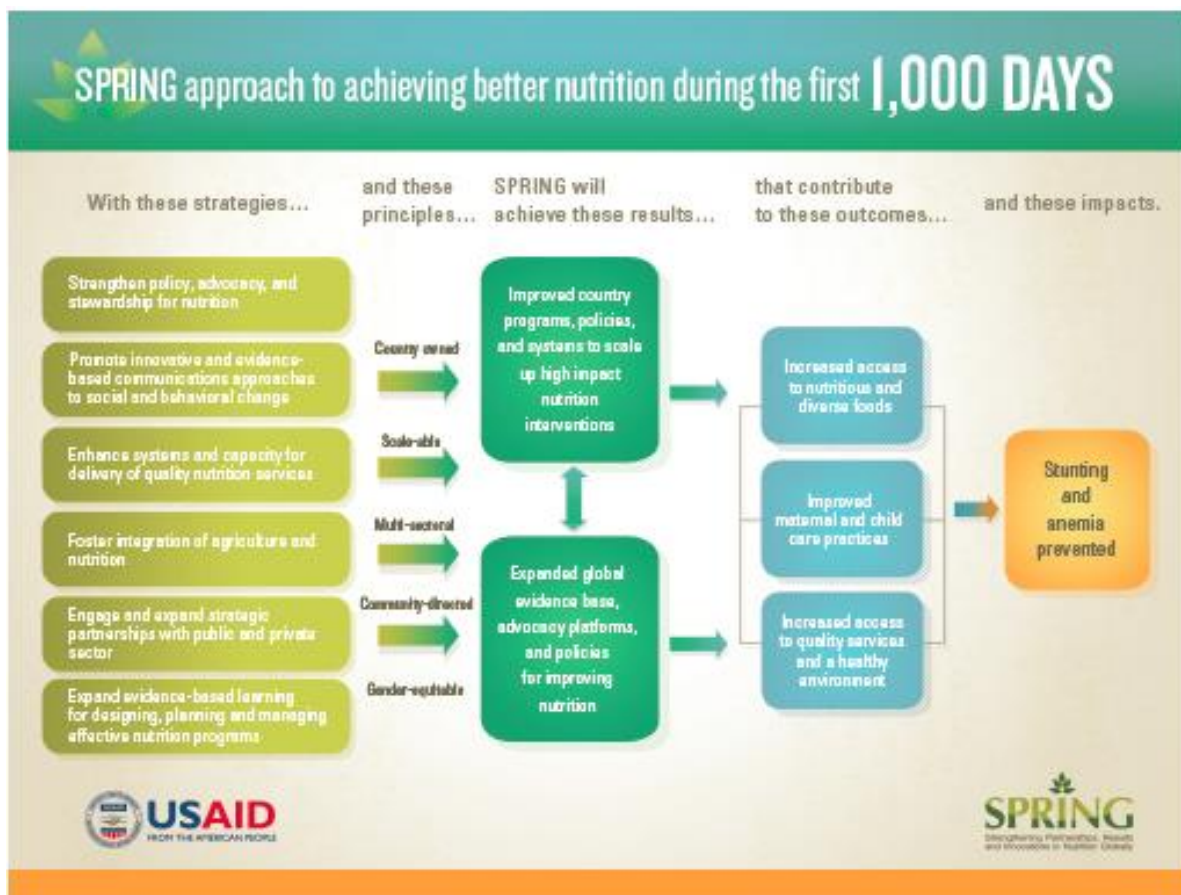 SPRING approach to achieving better nutrition during the first 1,000 DAYS
With these strategies...
and these
principles...
SPRING will
achieve these results...
that contribute
to these outcomes...
and these impacts.
Strengthen policy, advocacy, and
stewardship for nutrition
Promote innovative and evidence-
based communications approaches
to social and behavioral change
Enhance systems and capacity for
delivery of quality nutrition services
Foster integration of agriculture and
nutrition
Engage and expand strategic
partnerships with public and private
sector
Expand evidence-based learning
for designing, planning and managing
effective nutrition programs
Country owned
Scale-able
Multi-sectoral
Community-directed
Gender-equitable
Improved country
programs, policies,
and systems to scale
up high impact
nutrition
interventions
Expanded global
evidence base,
advocacy platforms,
and policies
for improving
nutrition
Increased access
to nutritious and
diverse foods
Improved
maternal and child
care practices
Increased access
to quality services
and a healthy
environment
Stunting
and
anemia
prevented
USAID
FROM THE AMERICAN PEOPLE
SPRING
Strengthening Partnerships, Results
and Innovations in Nutrition Globally